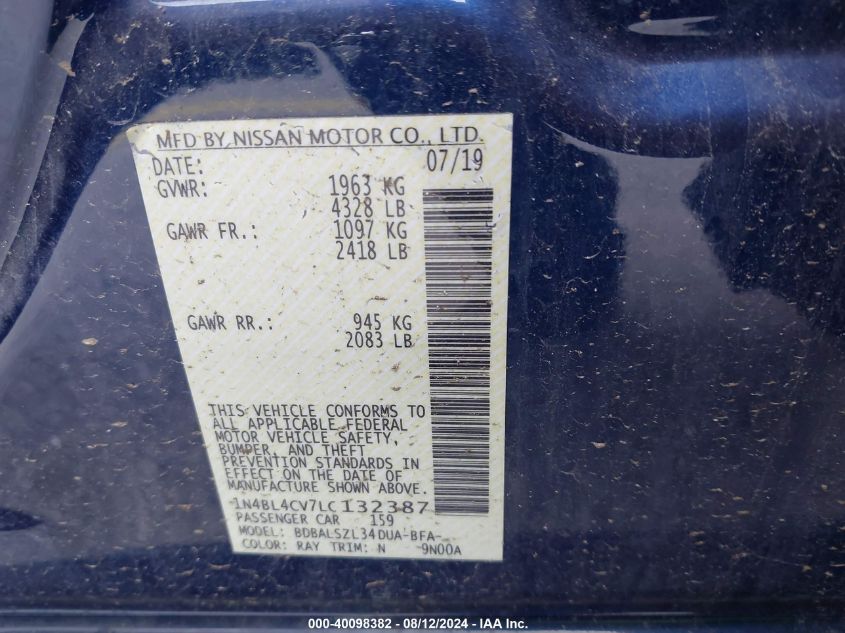 MFD BY NISSAN MOTOR CO., LTD.
DATE: 07/19
GVWR: 1963 KG
4328 LB
GAWR FR.: 1097 KG
2418 LB
GAWR RR.: 945 KG
2083 LB
THIS VEHICLE CONFORMS TO
ALL APPLICABLE FEDERAL
MOTOR VEHICLE SAFETY,
BUMPER, AND THEFT
PREVENTION STANDARDS IN
EFFECT ON THE DATE OF
MANUFACTURE SHOWN ABOVE.
1N4BL4CV7LC132387
PASSENGER CAR 159
MODEL: BDBALSZL34DUA-BFA-
COLOR: RAY TRIM: N 9N00A
000-40098382 - 08/12/2024 - IAA Inc.